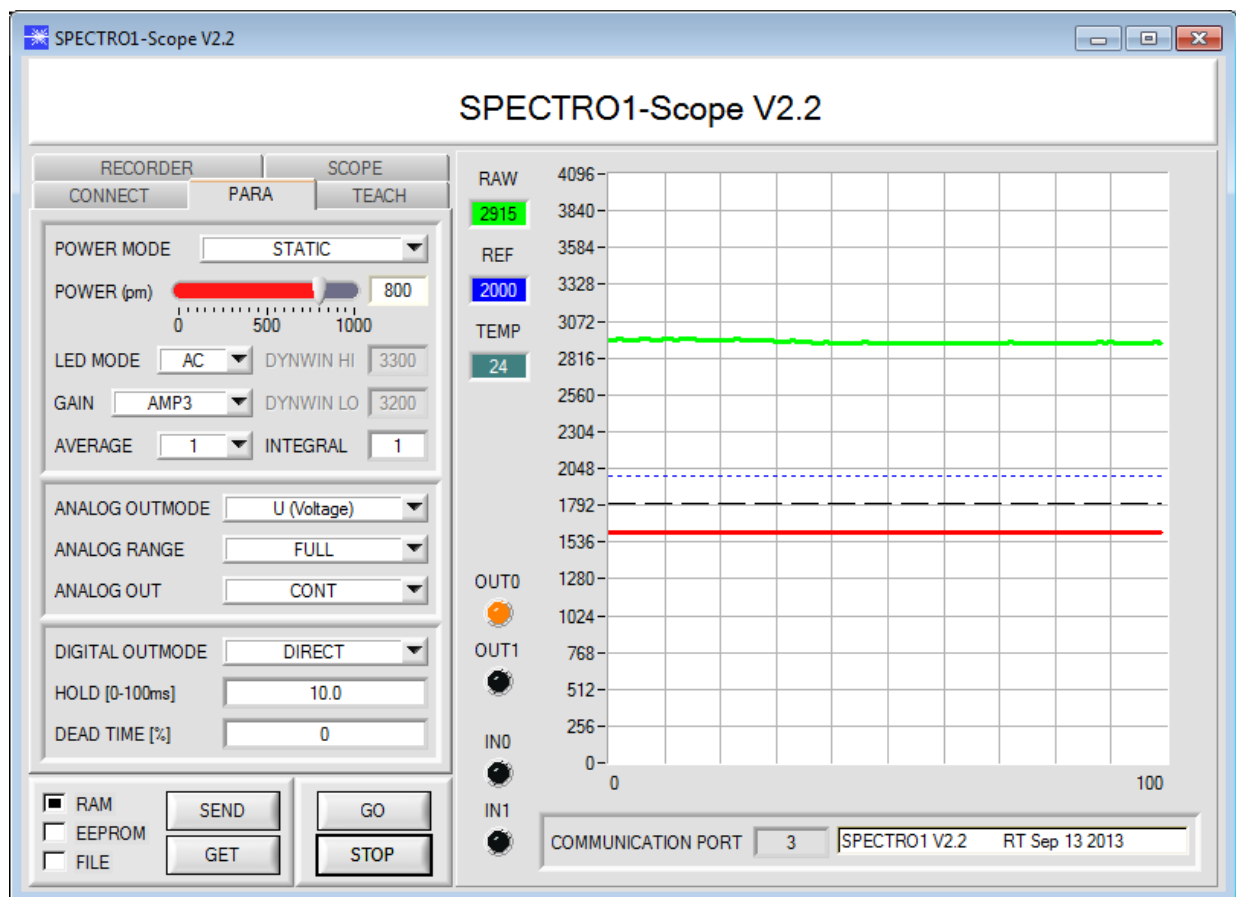 SPECTRO1-Scope V2.2
SPECTRO1-Scope V2.2
RECORDER SCOPE
CONNECT PARA TEACH
POWER MODE STATIC
POWER (pm) 800
0 500 1000
LED MODE AC DYNWIN HI 3300
GAIN AMP3 DYNWIN LO 3200
AVERAGE 1 INTEGRAL 1
ANALOG OUTMODE U (Voltage)
ANALOG RANGE FULL
ANALOG OUT CONT
DIGITAL OUTMODE DIRECT
HOLD [0-100ms] 10.0
DEAD TIME [%] 0
RAM
EEPROM
FILE
SEND GO
GET STOP
RAW
2915
REF
2000
TEMP
24
OUT0
OUT1
IN0
IN1
4096
3840
3584
3328
3072
2816
2560
2304
2048
1792
1536
1280
1024
768
512
256
0
0 100
COMMUNICATION PORT 3 SPECTRO1 V2.2 RT Sep 13 2013